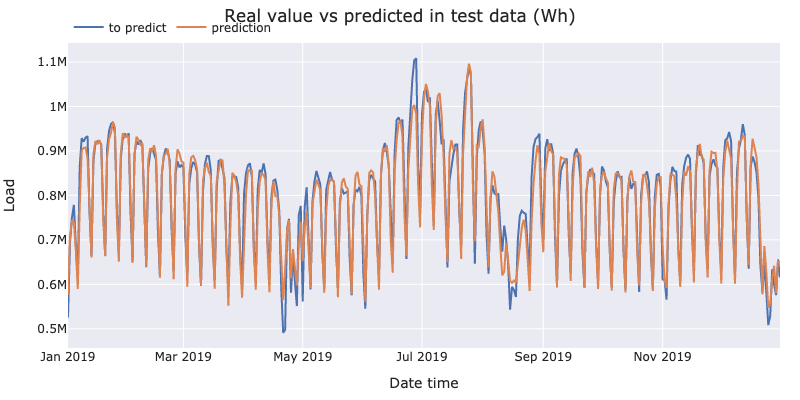 Real value vs predicted in test data (Wh)
to predict
prediction
1.1M
1M
0.9M
0.8M
0.7M
0.6M
0.5M
Load
Jan 2019
Mar 2019
May 2019
Jul 2019
Sep 2019
Nov 2019
Date time